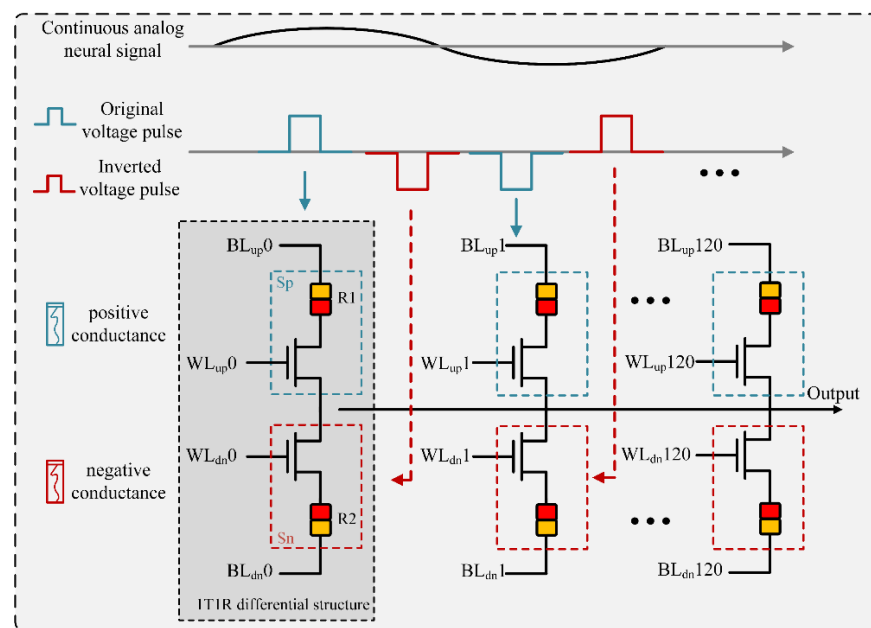 Continuous analog
neural signal
Original
voltage pulse
Inverted
voltage pulse
BLup0
BLup1
BLup120
Sp
R1
positive
conductance
WLup0
WLup1
WLup120
Output
WLdn0
WLdn1
WLdn120
negative
conductance
R2
Sn
BLdn0
BLdn1
BLdn120
1T1R differential structure